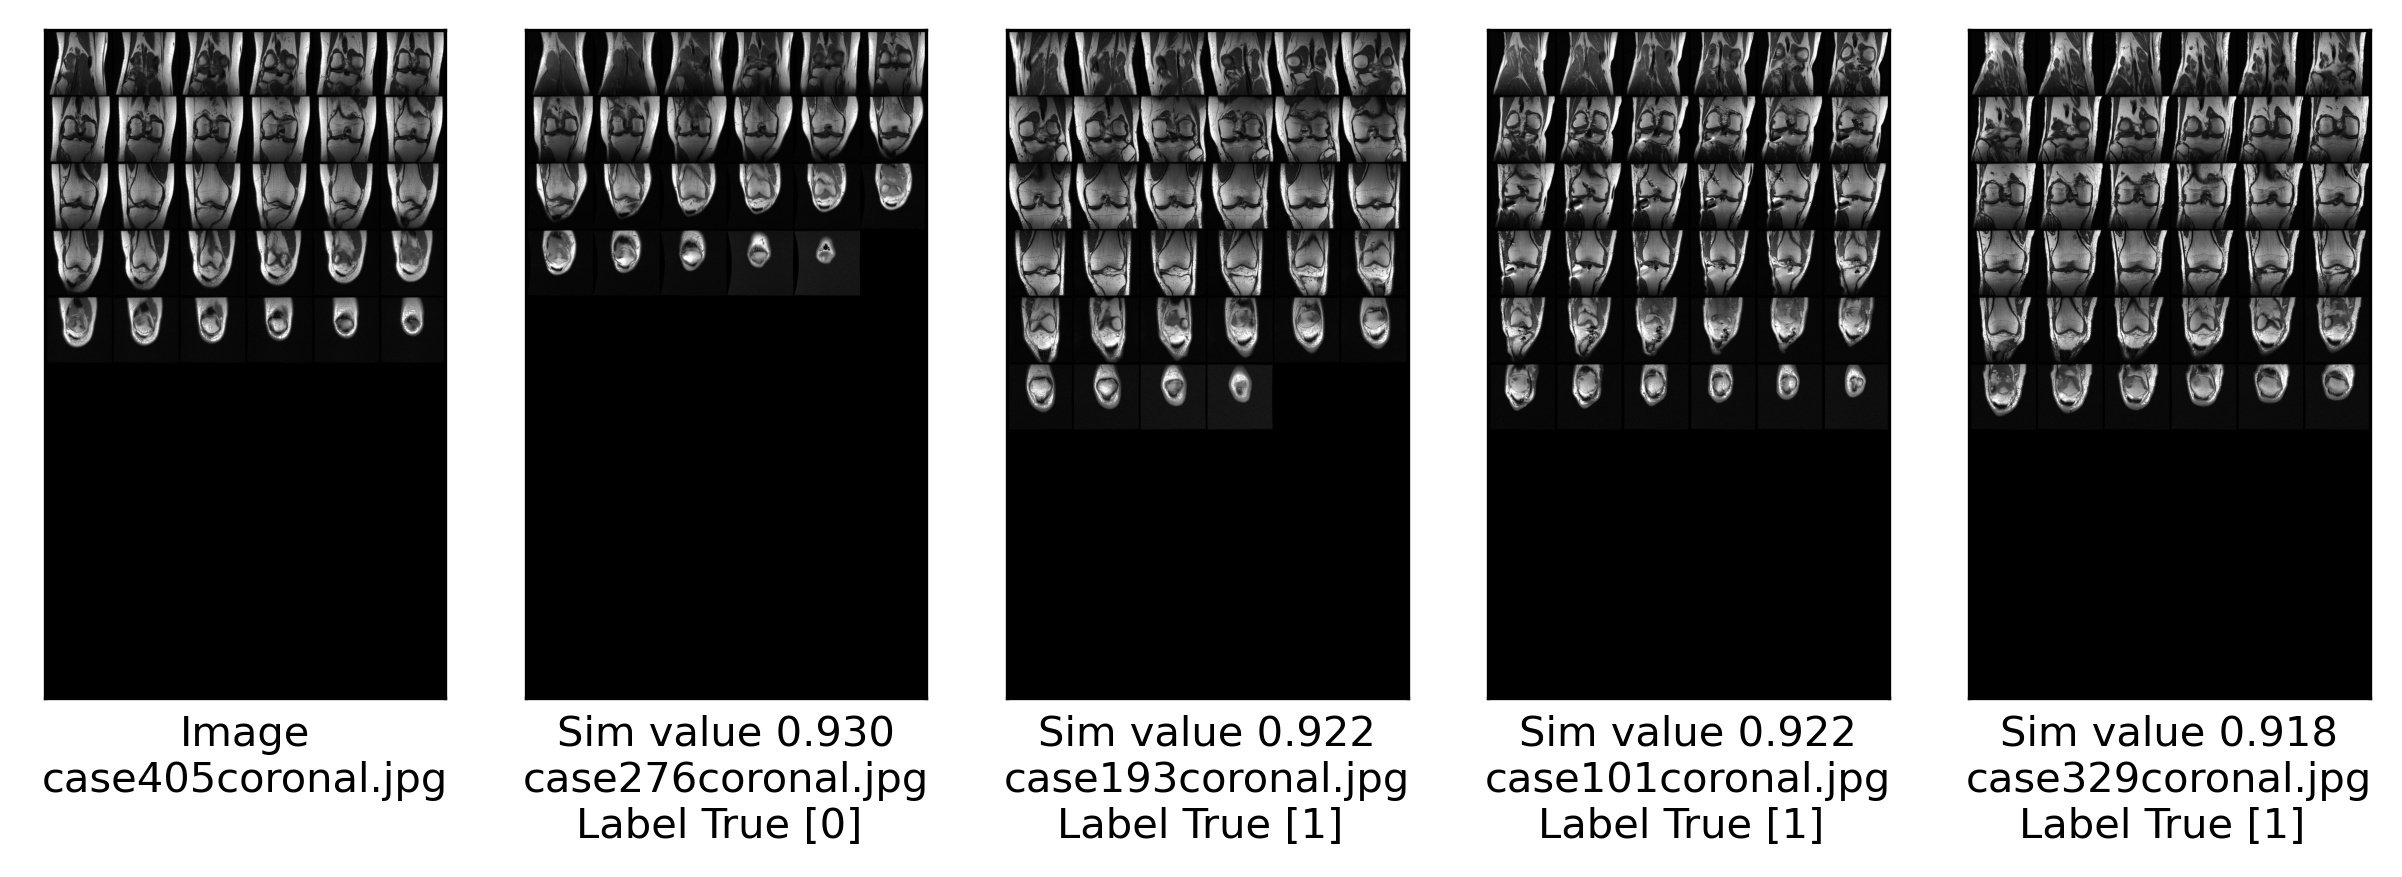 Image
case405coronal.jpg
Sim value 0.930
case276coronal.jpg
Label True [0]
Sim value 0.922
case193coronal.jpg
Label True [1]
Sim value 0.922
case101coronal.jpg
Label True [1]
Sim value 0.918
case329coronal.jpg
Label True [1]